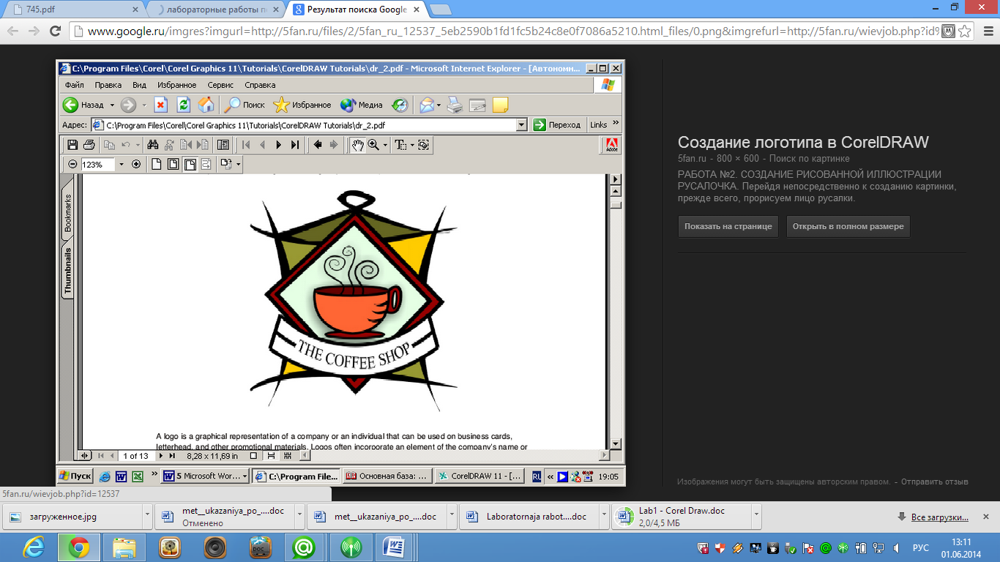 745.pdf
лабораторные работы п
Результат поиска Google
www.google.ru/imgres?imgurl=http://5fan.ru/files/2/5fan_ru_12537_5eb2590b1fd1fc5b24c8e0f7086a5210.html_files/0.png&imgrefurl=http://5fan.ru/wievjob.php?id%
C:\Program Files\Corel\Corel Graphics 11\Tutorials\CorelDRAW Tutorials\dr_2.pdf - Microsoft Internet Explorer - [Автономн...
Файл Правка Вид Избранное Сервис Справка
Назад Поиск Избранное Медиа
Адрес: C:\Program Files\Corel\Corel Graphics 11\Tutorials\CorelDRAW Tutorials\dr_2.pdf Переход Links »
Adobe
123%
Bookmarks
Thumbnails
THE COFFEE SHOP
A logo is a graphical representation of a company or an individual that can be used on business cards,
letterhead, and other promotional materials. Logos often incorporate an element of the company's name or
1 of 13 8,28 x 11,69 in
Пуск » 5 Microsoft Wor... C:\Program File... Основная база: ... CorelDRAW 11 - [... RU « 19:05
Создание логотипа в CorelDRAW
5fan.ru - 800 × 600 - Поиск по картинке
РАБОТА №2. СОЗДАНИЕ РИСОВАННОЙ ИЛЛЮСТРАЦИИ
РУСАЛОЧКА. Перейдя непосредственно к созданию картинки,
прежде всего, прорисуем лицо русалки.
Показать на странице Открыть в полном размере
Изображения могут быть защищены авторским правом. - Отправить отзыв
5fan.ru/wievjob.php?id=12537
загруженное.jpg
met__ukazaniya_po_....doc
Отменено
met__ukazaniya_po_....doc
Laboratornaja rabot....doc
Lab1 - Corel Draw.doc
2,0/4,5 МБ
Все загрузки...
DOC
РУС
13:11
01.06.2014